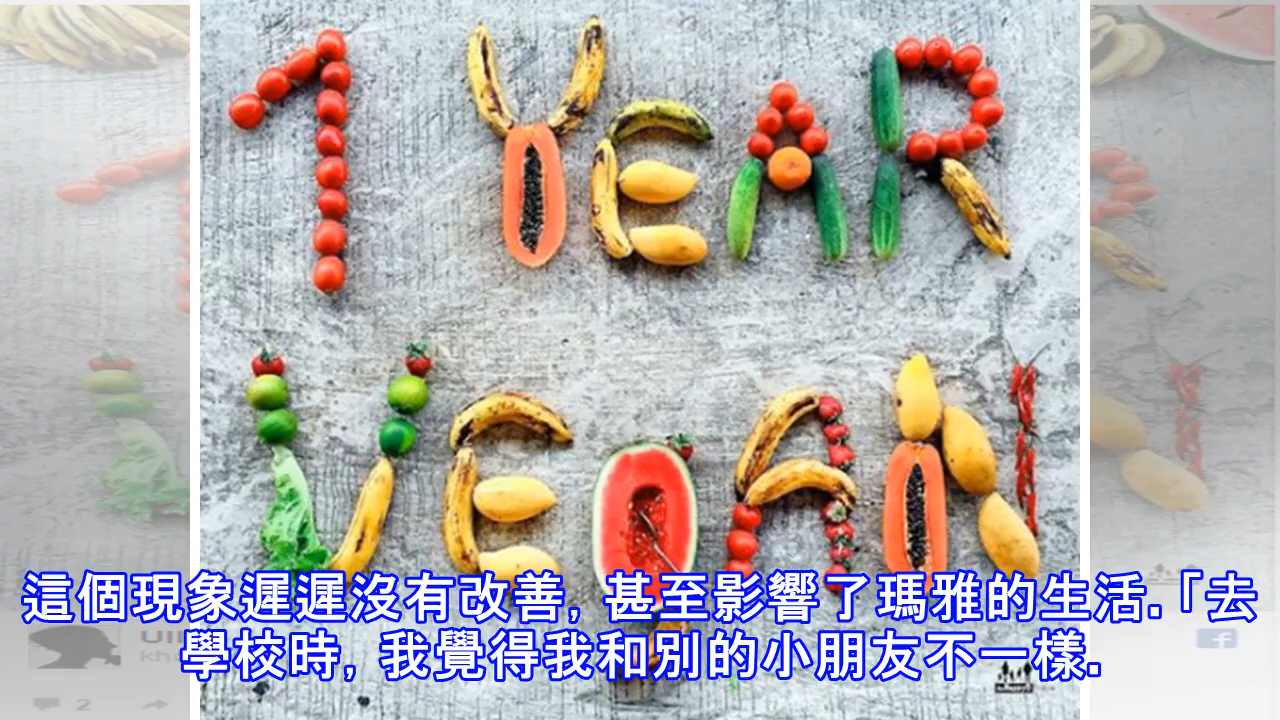 1 YEAR
VEGAN!
這個現象遲遲沒有改善, 甚至影響了瑪雅的生活.「去
學校時, 我覺得我和別的小朋友不一樣.
2